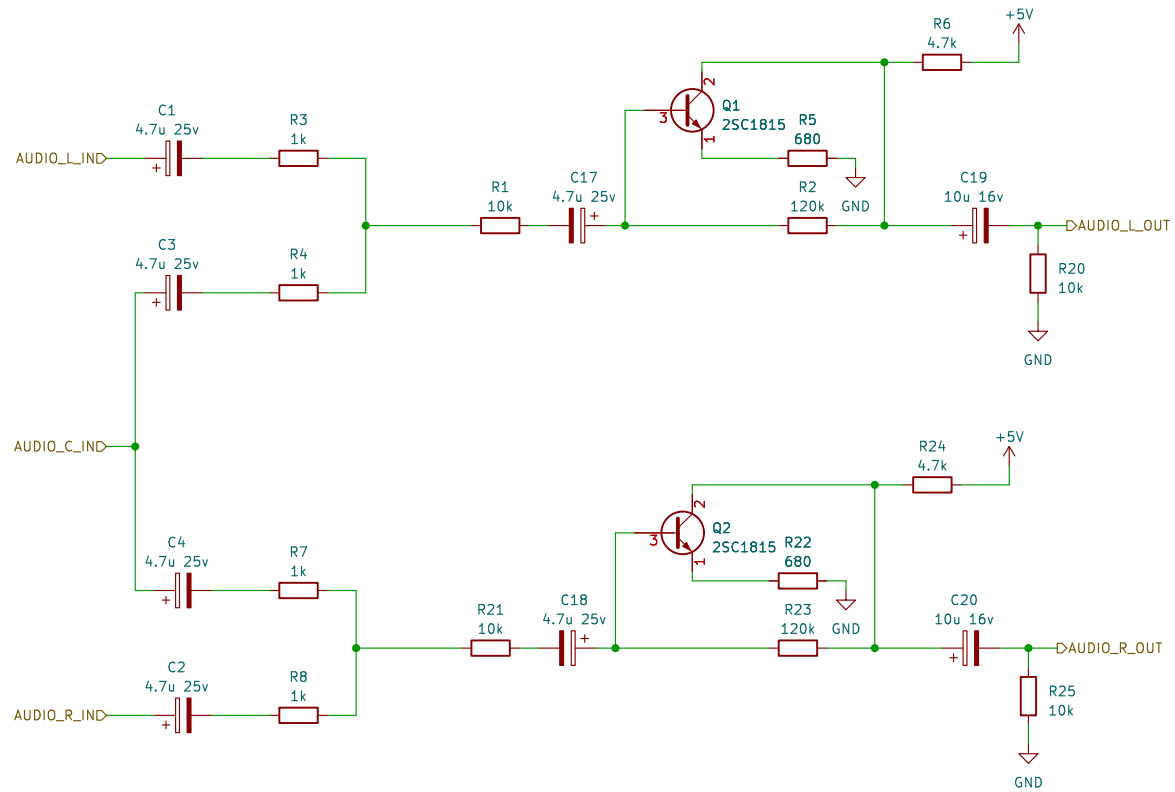 +5V
R6
4.7k
2
Q1
2SC1815
3
1
R5
680
C1
4.7u 25v
+
R3
1k
AUDIO_L_IN
R1
10k
C17
4.7u 25v
+
R2
120k
GND
C19
10u 16v
+
AUDIO_L_OUT
R20
10k
GND
C3
4.7u 25v
+
R4
1k
AUDIO_C_IN
+5V
R24
4.7k
2
Q2
2SC1815
3
1
R22
680
C4
4.7u 25v
+
R7
1k
R21
10k
C18
4.7u 25v
+
R23
120k
GND
C20
10u 16v
+
AUDIO_R_OUT
C2
4.7u 25v
+
R8
1k
AUDIO_R_IN
R25
10k
GND